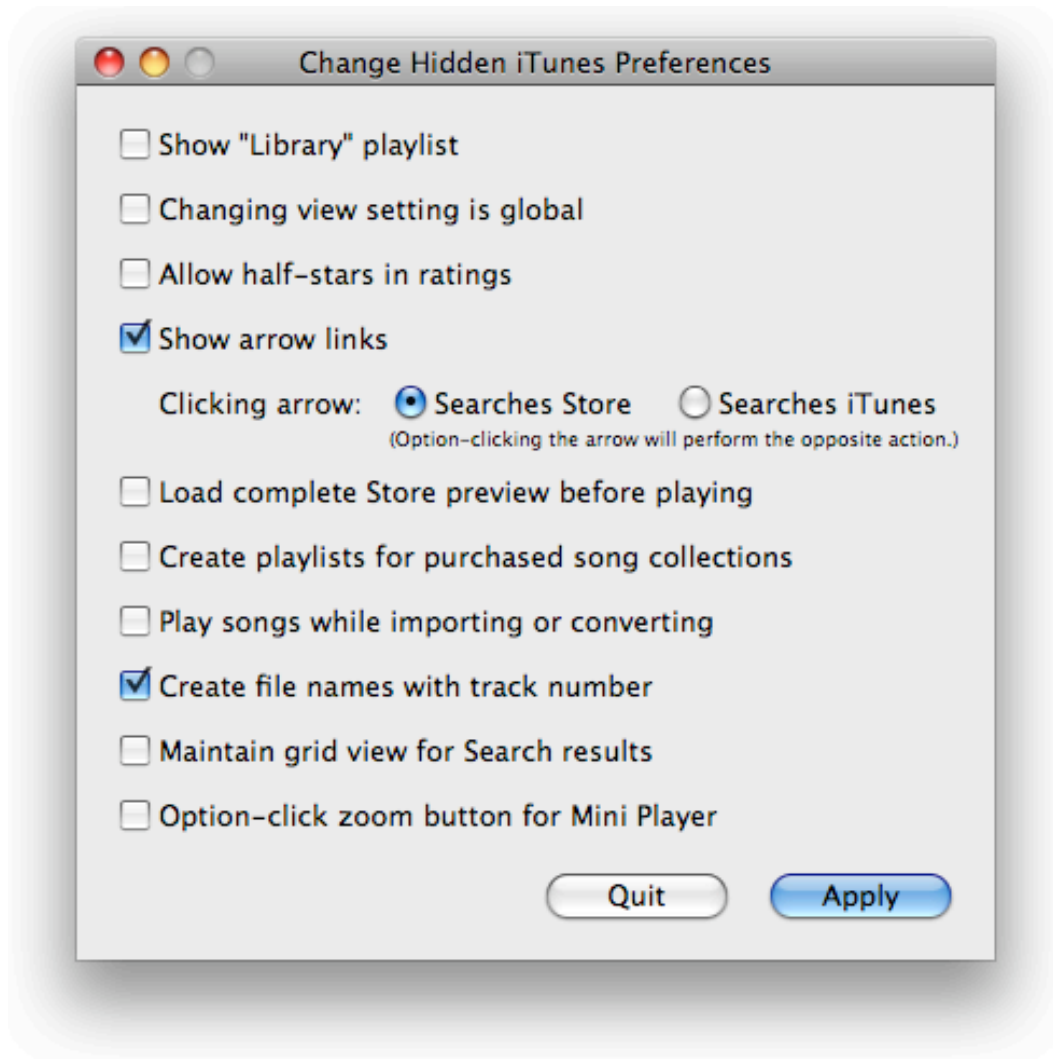 Change Hidden iTunes Preferences
Show "Library" playlist
Changing view setting is global
Allow half-stars in ratings
Show arrow links
Clicking arrow: Searches Store Searches iTunes
(Option-clicking the arrow will perform the opposite action.)
Load complete Store preview before playing
Create playlists for purchased song collections
Play songs while importing or converting
Create file names with track number
Maintain grid view for Search results
Option-click zoom button for Mini Player
Quit Apply